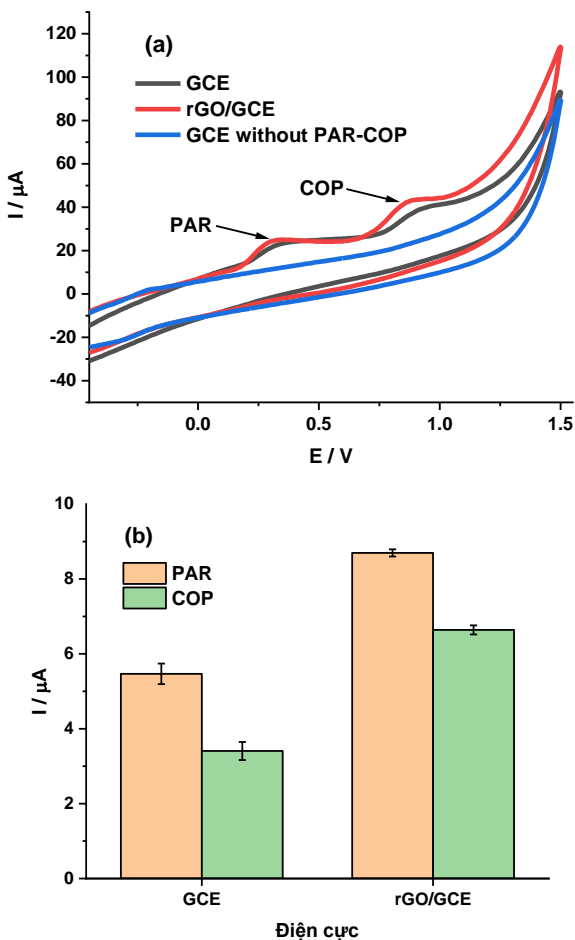 (a)
GCE
rGO/GCE
GCE without PAR-COP
COP
PAR
120
100
80
60
40
20
0
-20
-40
I / μA
0.0
0.5
1.0
1.5
E / V
(b)
PAR
COP
10
8
6
4
2
0
I / μA
GCE
rGO/GCE
Điện cực